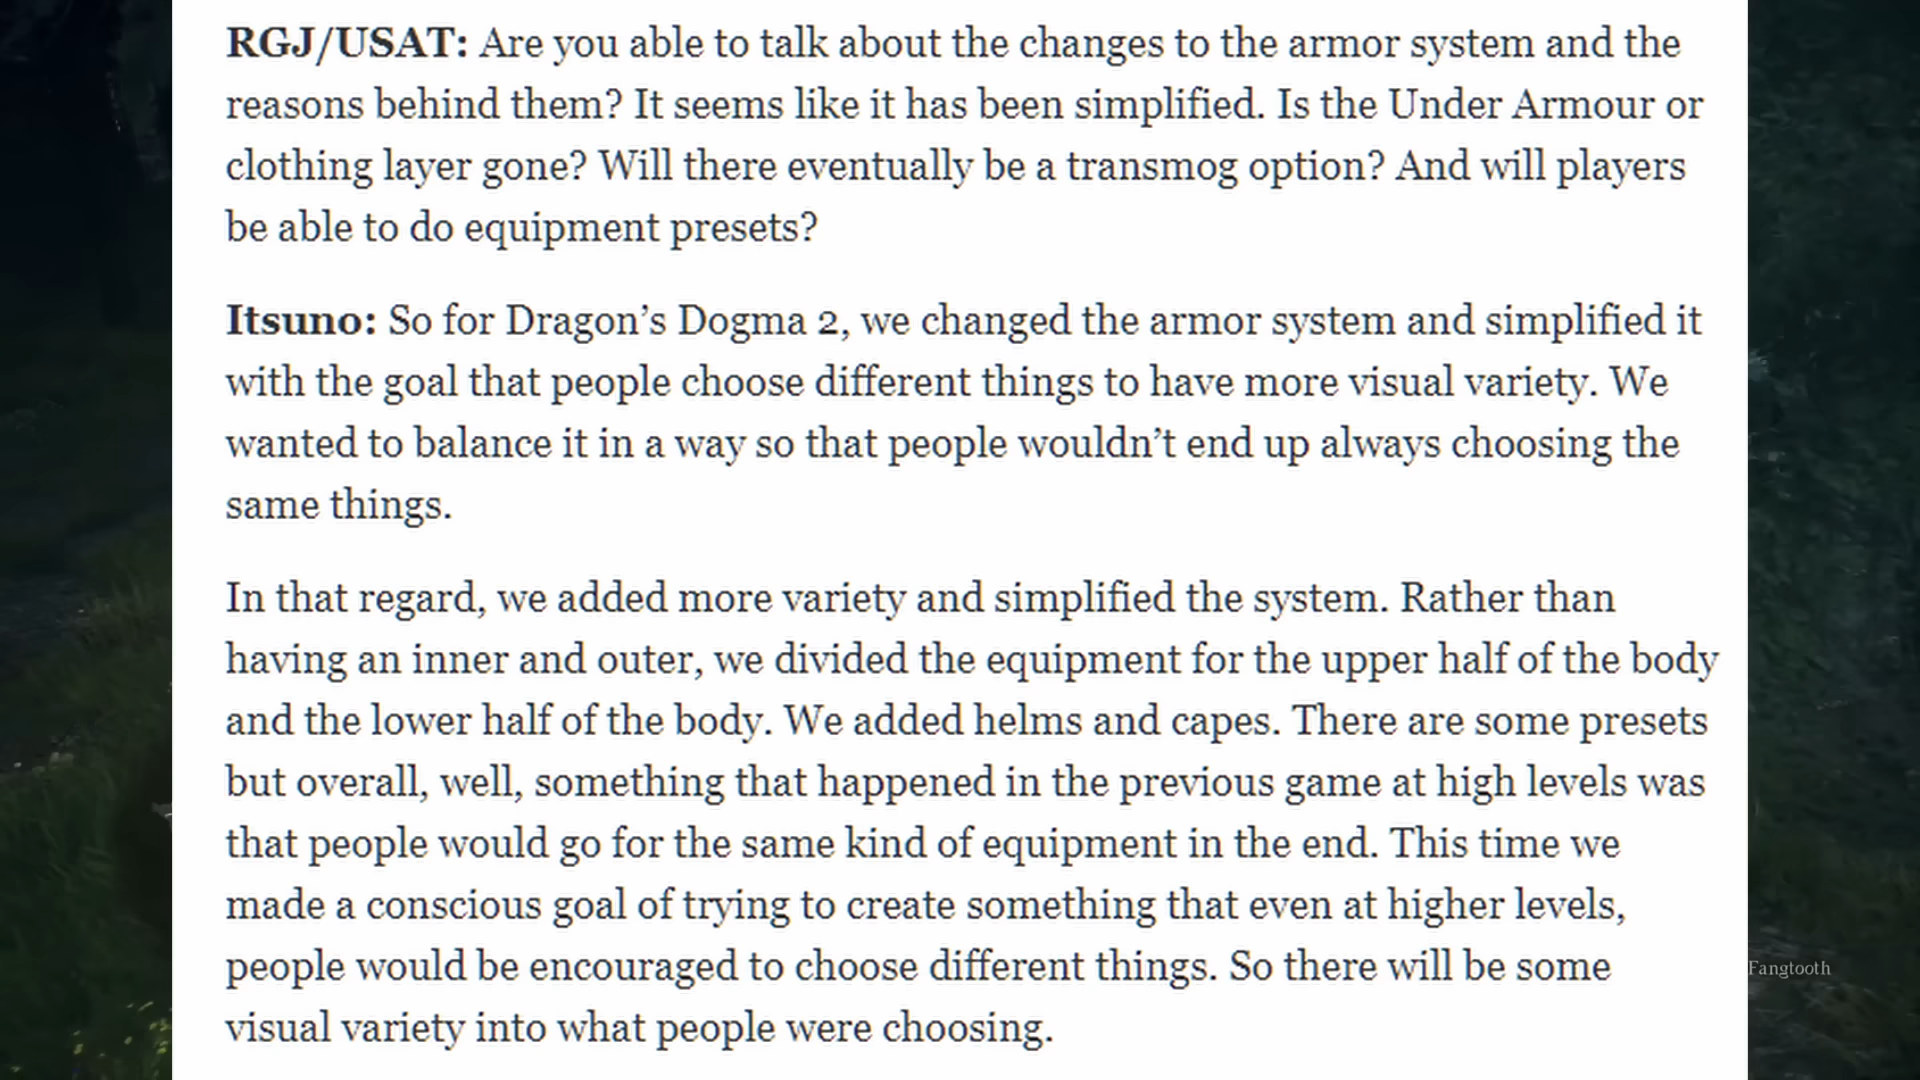 RGJ/USAT: Are you able to talk about the changes to the armor system and the
reasons behind them? It seems like it has been simplified. Is the Under Armour or
clothing layer gone? Will there eventually be a transmog option? And will players
be able to do equipment presets?
Itsuno: So for Dragon’s Dogma 2, we changed the armor system and simplified it
with the goal that people choose different things to have more visual variety. We
wanted to balance it in a way so that people wouldn’t end up always choosing the
same things.
In that regard, we added more variety and simplified the system. Rather than
having an inner and outer, we divided the equipment for the upper half of the body
and the lower half of the body. We added helms and capes. There are some presets
but overall, well, something that happened in the previous game at high levels was
that people would go for the same kind of equipment in the end. This time we
made a conscious goal of trying to create something that even at higher levels,
people would be encouraged to choose different things. So there will be some
visual variety into what people were choosing.
Fangtooth